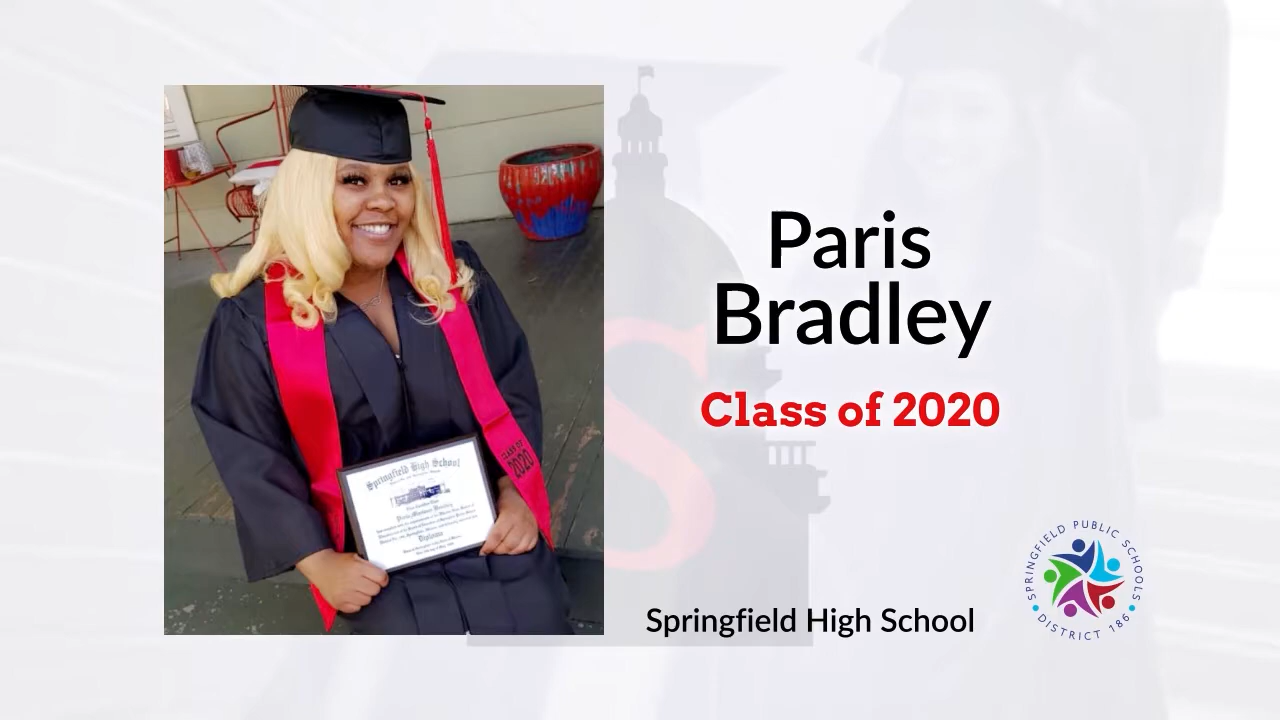 Paris
Bradley
Class of 2020
Springfield High School
SPRINGFIELD PUBLIC SCHOOLS
DISTRICT 186
CLASS OF
2020
Springfield High School
Diploma